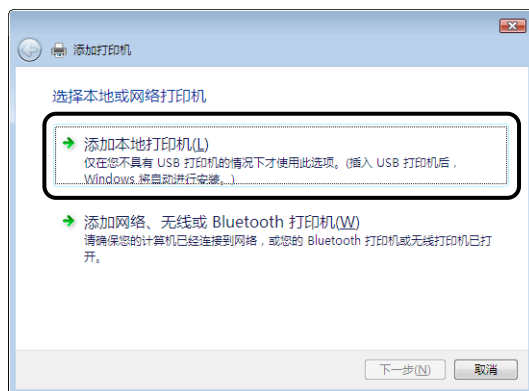 添加打印机
选择本地或网络打印机
添加本地打印机(L)
仅在您不具有 USB 打印机的情况下才使用此选项。(插入 USB 打印机后，
Windows 将自动进行安装。)
添加网络、无线或 Bluetooth 打印机(W)
请确保您的计算机已经连接到网络，或您的 Bluetooth 打印机或无线打印机已打
开。
下一步(N) 取消